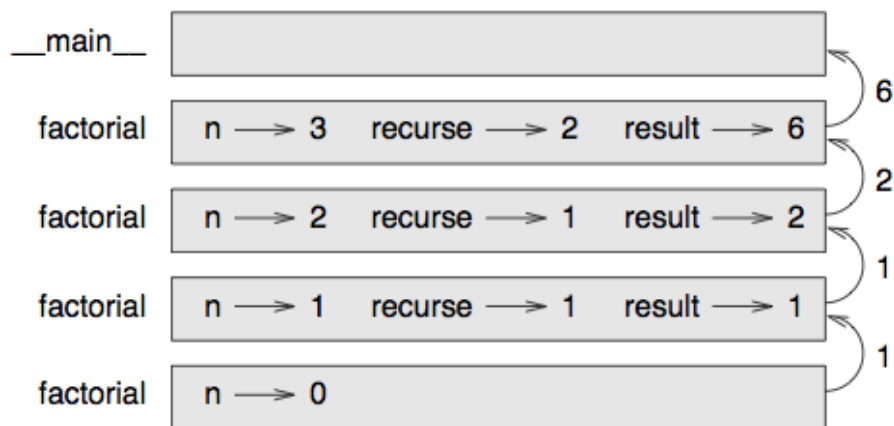 __main__
6
factorial n 3 recurse 2 result 6
2
factorial n 2 recurse 1 result 2
1
factorial n 1 recurse 1 result 1
1
factorial n 0